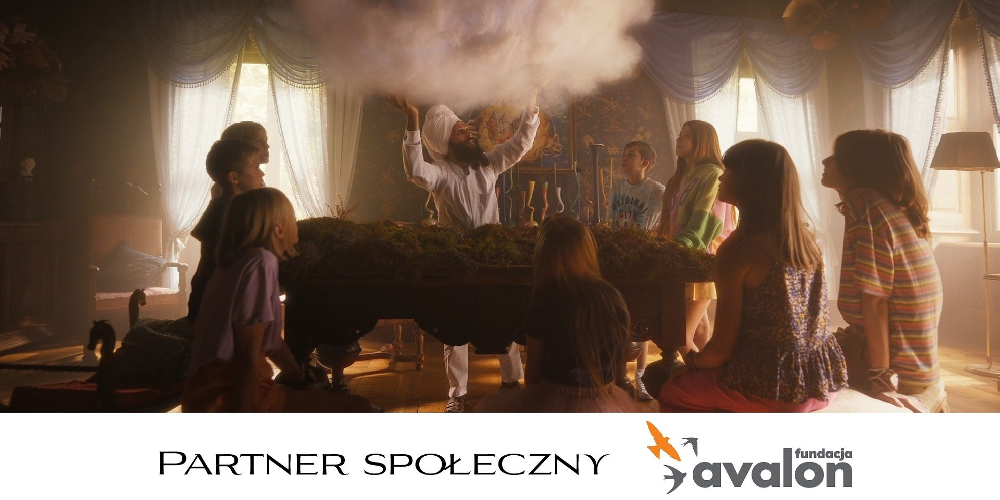 ORIGINAL
CITY
PARTNER SPOŁECZNY
fundacja
avalon